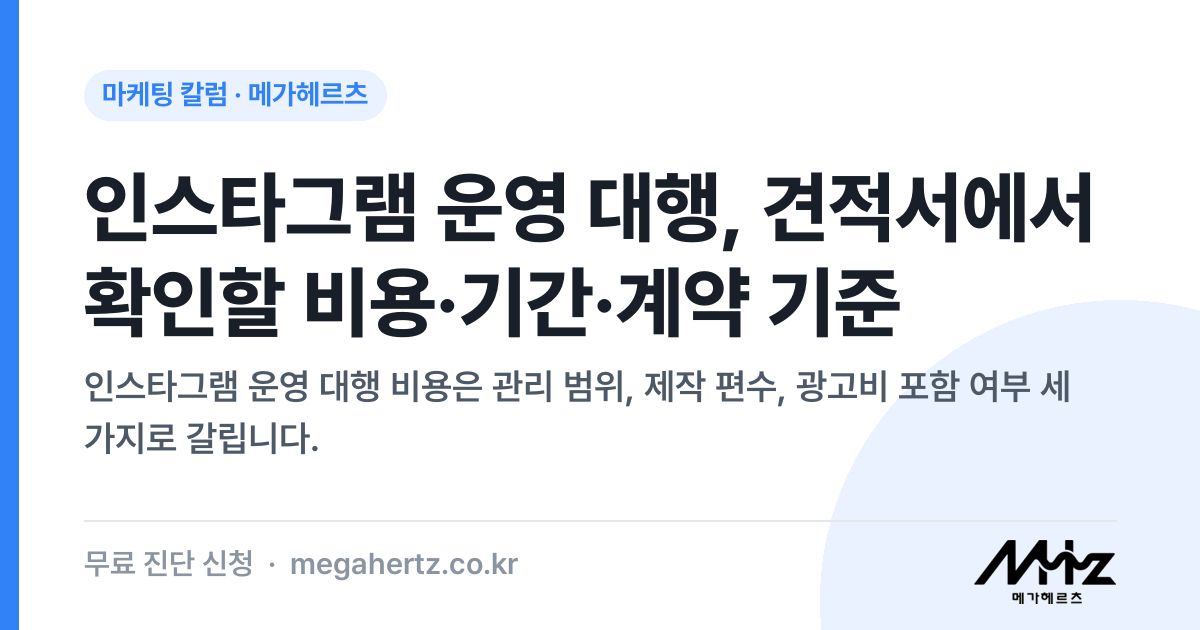 마케팅 칼럼 · 메가헤르츠
인스타그램 운영 대행, 견적서에서
확인할 비용·기간·계약 기준
인스타그램 운영 대행 비용은 관리 범위, 제작 편수, 광고비 포함 여부 세
가지로 갈립니다.
무료 진단 신청 · megahertz.co.kr
MHz
메가헤르츠